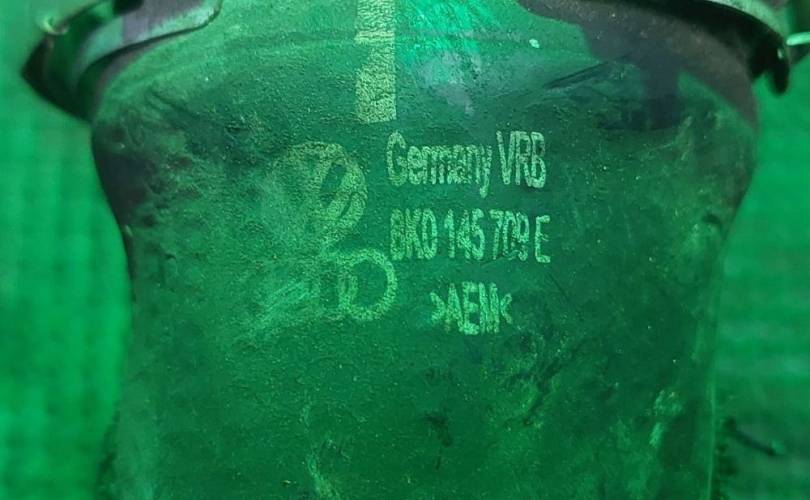 Germany VRB
8K0 145 709 E
>AEM<